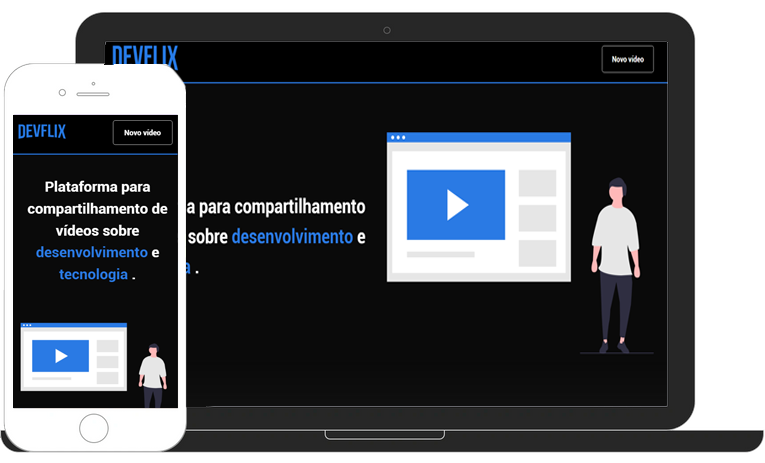 DEVFLIX
Novo vídeo
a para compartilhamento
sobre desenvolvimento e
a .
DEVFLIX
Novo vídeo
Plataforma para
compartilhamento de
vídeos sobre
desenvolvimento e
tecnologia .